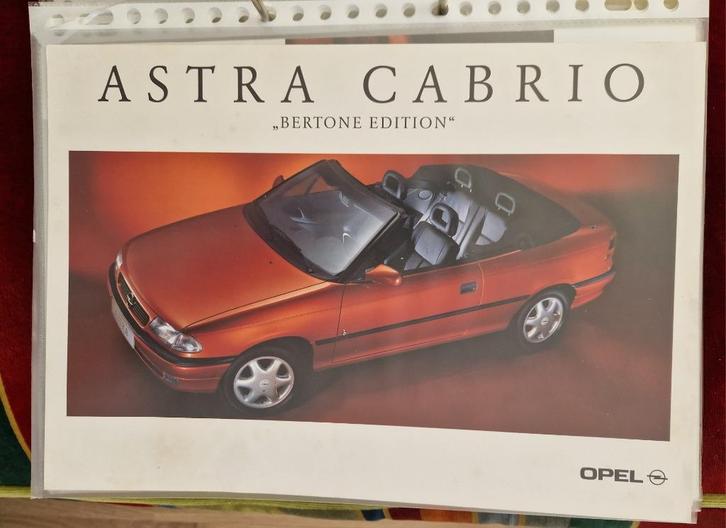 ASTRA CABRIO
„BERTONE EDITION“
OPEL